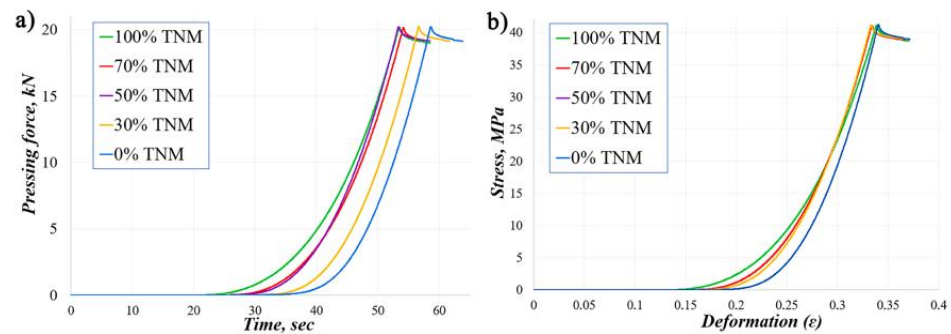 a)
20
15
10
5
0
Pressing force, kN
100% TNM
70% TNM
50% TNM
30% TNM
0% TNM
0 10 20 30 40 50 60
Time, sec
b)
40
35
30
25
20
15
10
5
0
Stress, MPa
100% TNM
70% TNM
50% TNM
30% TNM
0% TNM
0 0.05 0.1 0.15 0.2 0.25 0.3 0.35 0.4
Deformation (ε)